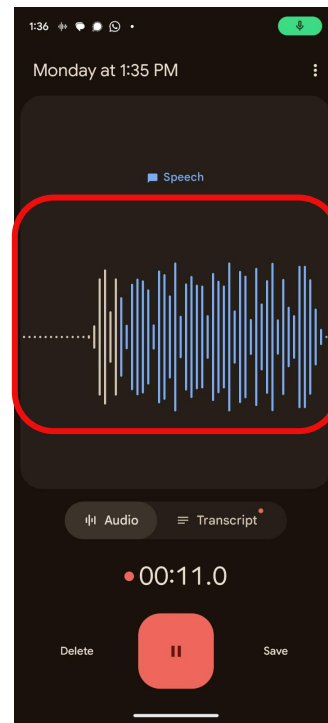 1:36
Monday at 1:35 PM
Speech
Audio Transcript
00:11.0
Delete Save